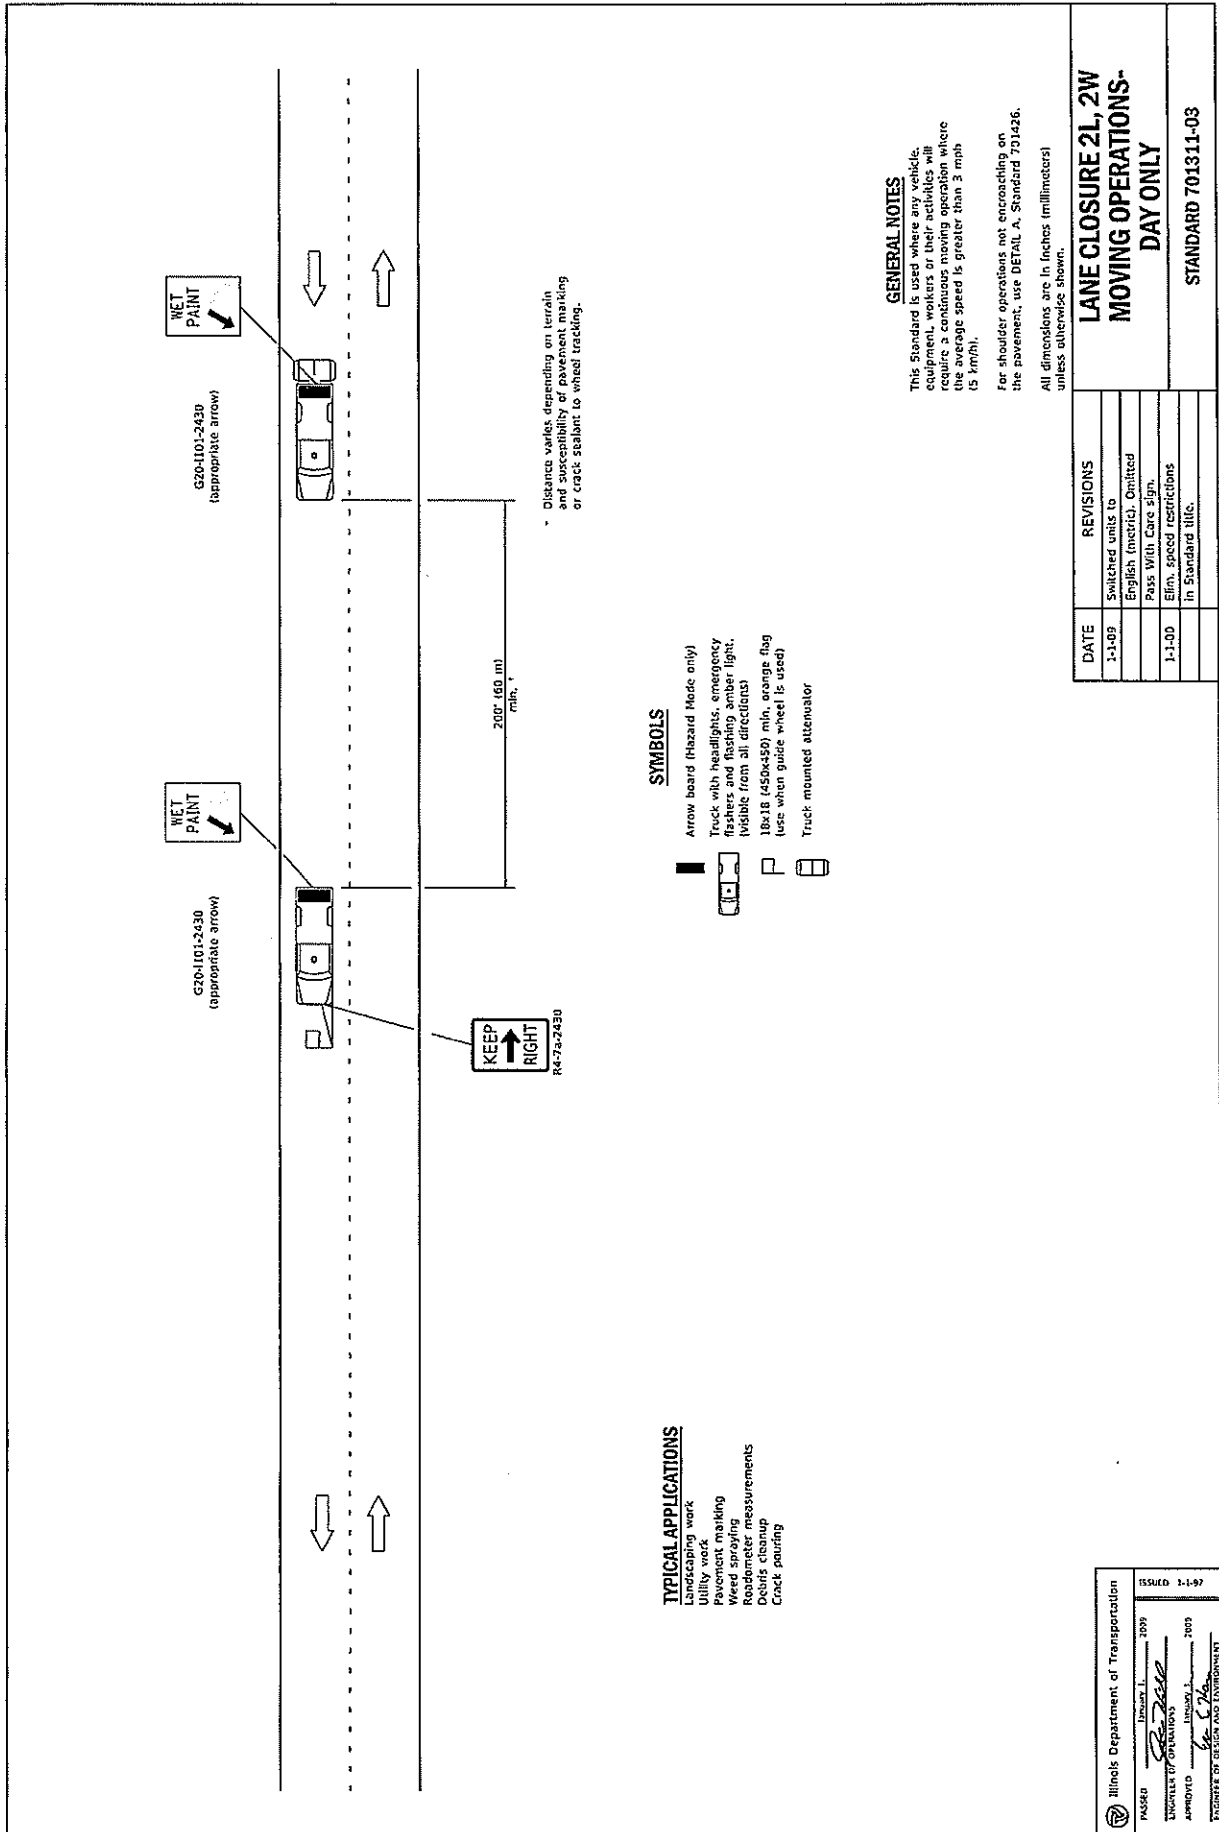 WET
PAINT
G20-I101-2430
(appropriate arrow)
WET
PAINT
G20-I101-2430
(appropriate arrow)
KEEP
RIGHT
R4-7a-2430
200' (60 m)
min. *
* Distance varies depending on terrain
and susceptibility of pavement marking
or crack sealant to wheel tracking.
TYPICAL APPLICATIONS
Landscaping work
Utility work
Pavement marking
Weed spraying
Roadometer measurements
Debris cleanup
Crack pouring
SYMBOLS
Arrow board (Hazard Mode only)
Truck with headlights, emergency
flashers and flashing amber light.
(visible from all directions)
18x18 (450x450) min. orange flag
(use when guide wheel is used)
Truck mounted attenuator
GENERAL NOTES
This Standard is used where any vehicle,
equipment, workers or their activities will
require a continuous moving operation where
the average speed is greater than 3 mph
(5 km/h).
For shoulder operations not encroaching on
the pavement, use DETAIL A, Standard 701426.
All dimensions are in inches (millimeters)
unless otherwise shown.
Illinois Department of Transportation
PASSED January 1, 2009
ENGINEER OF OPERATIONS
APPROVED January 1, 2009
ENGINEER OF DESIGN AND ENVIRONMENT
ISSUED 1-1-97
DATE REVISIONS
1-1-09 Switched units to
English (metric). Omitted
Pass With Care sign.
1-1-00 Elim. speed restrictions
in Standard title.
LANE CLOSURE 2L, 2W
MOVING OPERATIONS-
DAY ONLY
STANDARD 701311-03